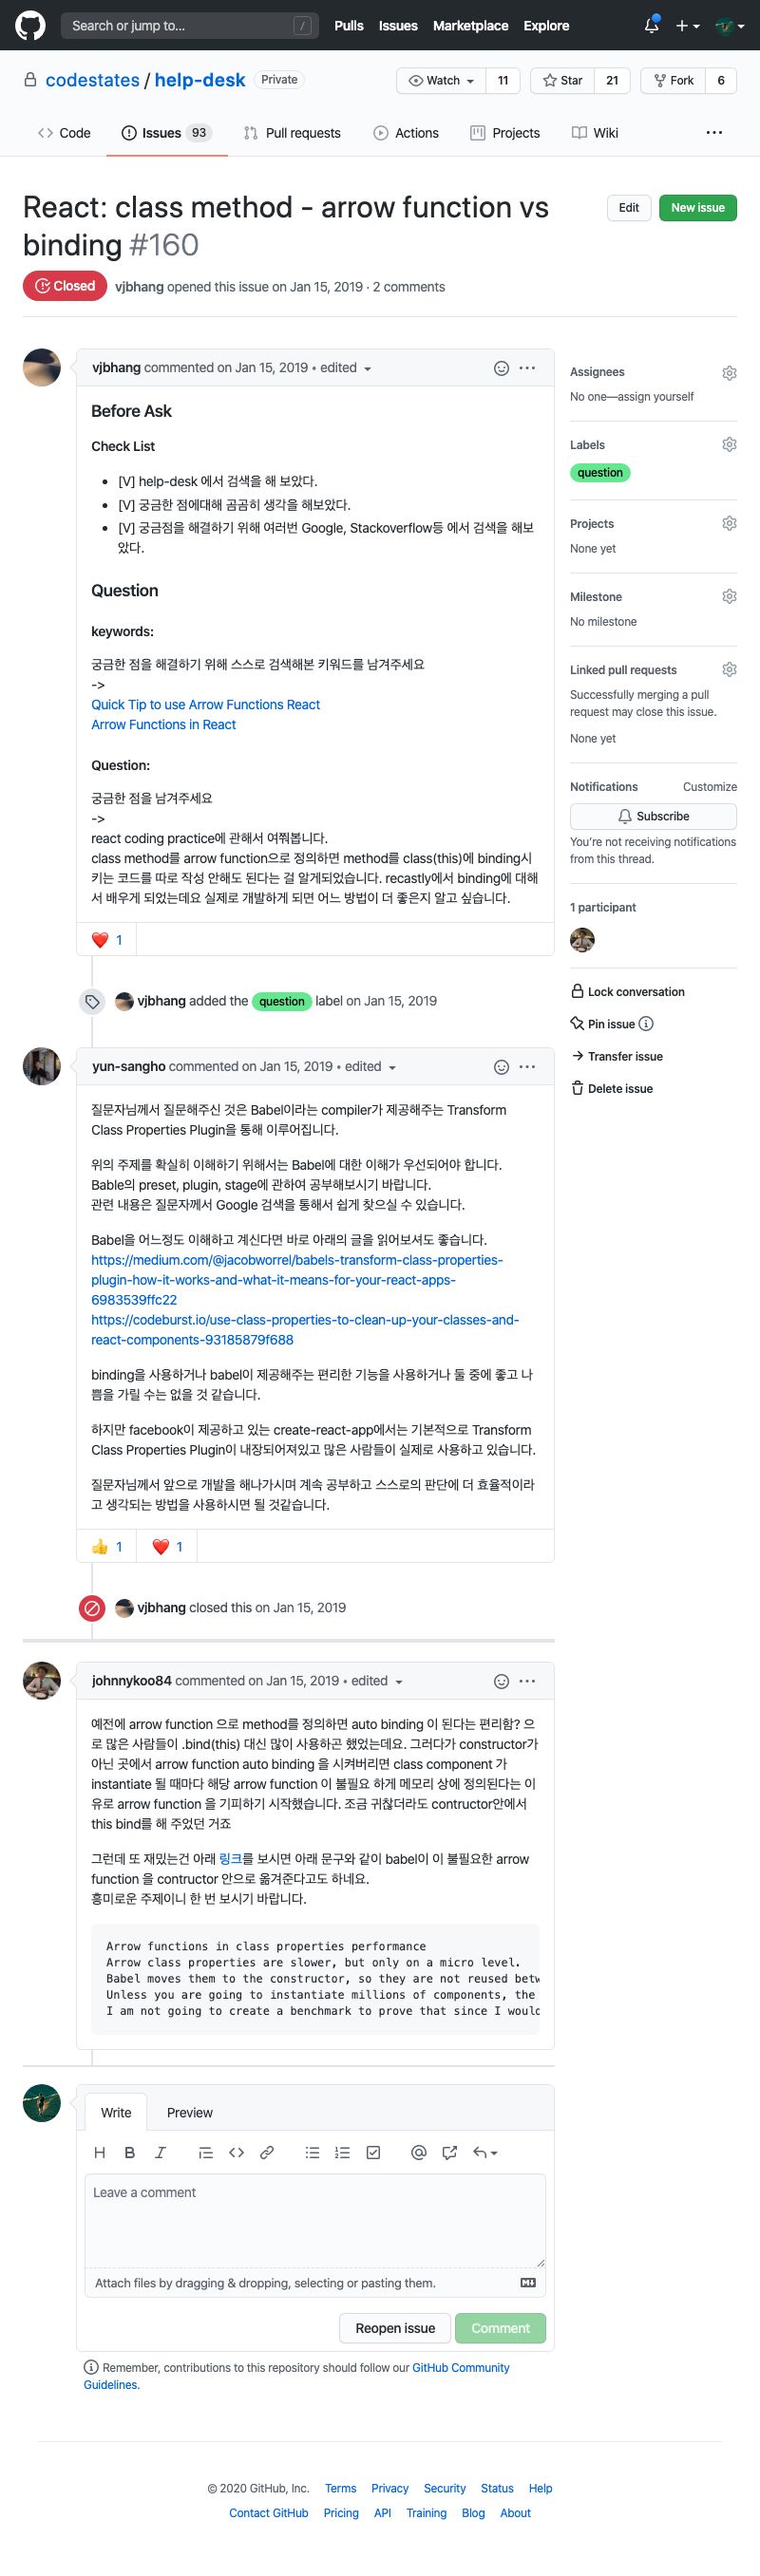 Search or jump to... /
Pulls Issues Marketplace Explore
codestates / help-desk Private
Watch 11 Star 21 Fork 6
Code Issues 93 Pull requests Actions Projects Wiki
React: class method - arrow function vs
binding #160
Edit New issue
Closed vjbhang opened this issue on Jan 15, 2019 · 2 comments
vjbhang commented on Jan 15, 2019 • edited
Before Ask
Check List
[V] help-desk 에서 검색을 해 보았다.
[V] 궁금한 점에대해 곰곰히 생각을 해보았다.
[V] 궁금점을 해결하기 위해 여러번 Google, Stackoverflow등 에서 검색을 해보
았다.
Question
keywords:
궁금한 점을 해결하기 위해 스스로 검색해본 키워드를 남겨주세요
->
Quick Tip to use Arrow Functions React
Arrow Functions in React
Question:
궁금한 점을 남겨주세요
->
react coding practice에 관해서 여쭤봅니다.
class method를 arrow function으로 정의하면 method를 class(this)에 binding시
키는 코드를 따로 작성 안해도 된다는 걸 알게되었습니다. recastly에서 binding에 대해
서 배우게 되었는데요 실제로 개발하게 되면 어느 방법이 더 좋은지 알고 싶습니다.
❤️ 1
vjbhang added the question label on Jan 15, 2019
yun-sangho commented on Jan 15, 2019 • edited
질문자님께서 질문해주신 것은 Babel이라는 compiler가 제공해주는 Transform
Class Properties Plugin을 통해 이루어집니다.
위의 주제를 확실히 이해하기 위해서는 Babel에 대한 이해가 우선되어야 합니다.
Bable의 preset, plugin, stage에 관하여 공부해보시기 바랍니다.
관련 내용은 질문자께서 Google 검색을 통해서 쉽게 찾으실 수 있습니다.
Babel을 어느정도 이해하고 계신다면 바로 아래의 글을 읽어보셔도 좋습니다.
https://medium.com/@jacobworrel/babels-transform-class-properties-
plugin-how-it-works-and-what-it-means-for-your-react-apps-
6983539ffc22
https://codeburst.io/use-class-properties-to-clean-up-your-classes-and-
react-components-93185879f688
binding을 사용하거나 babel이 제공해주는 편리한 기능을 사용하거나 둘 중에 좋고 나
쁨을 가릴 수는 없을 것 같습니다.
하지만 facebook이 제공하고 있는 create-react-app에서는 기본적으로 Transform
Class Properties Plugin이 내장되어져있고 많은 사람들이 실제로 사용하고 있습니다.
질문자님께서 앞으로 개발을 해나가시며 계속 공부하고 스스로의 판단에 더 효율적이라
고 생각되는 방법을 사용하시면 될 것같습니다.
👍 1 ❤️ 1
vjbhang closed this on Jan 15, 2019
johnnykoo84 commented on Jan 15, 2019 • edited
예전에 arrow function 으로 method를 정의하면 auto binding 이 된다는 편리함? 으
로 많은 사람들이 .bind(this) 대신 많이 사용하곤 했었는데요. 그러다가 constructor가
아닌 곳에서 arrow function auto binding 을 시켜버리면 class component 가
instantiate 될 때마다 해당 arrow function 이 불필요 하게 메모리 상에 정의된다는 이
유로 arrow function 을 기피하기 시작했습니다. 조금 귀찮더라도 contructor안에서
this bind를 해 주었던 거죠
그런데 또 재밌는건 아래 링크를 보시면 아래 문구와 같이 babel이 이 불필요한 arrow
function 을 contructor 안으로 옮겨준다고도 하네요.
흥미로운 주제이니 한 번 보시기 바랍니다.
Arrow functions in class properties performance
Arrow class properties are slower, but only on a micro level.
Babel moves them to the constructor, so they are not reused betw
Unless you are going to instantiate millions of components, the
I am not going to create a benchmark to prove that since I would
Write Preview
Leave a comment
Attach files by dragging & dropping, selecting or pasting them.
Reopen issue Comment
Remember, contributions to this repository should follow our GitHub Community
Guidelines.
Assignees
No one—assign yourself
Labels
question
Projects
None yet
Milestone
No milestone
Linked pull requests
Successfully merging a pull
request may close this issue.
None yet
Notifications Customize
Subscribe
You're not receiving notifications
from this thread.
1 participant
Lock conversation
Pin issue
Transfer issue
Delete issue
© 2020 GitHub, Inc. Terms Privacy Security Status Help
Contact GitHub Pricing API Training Blog About